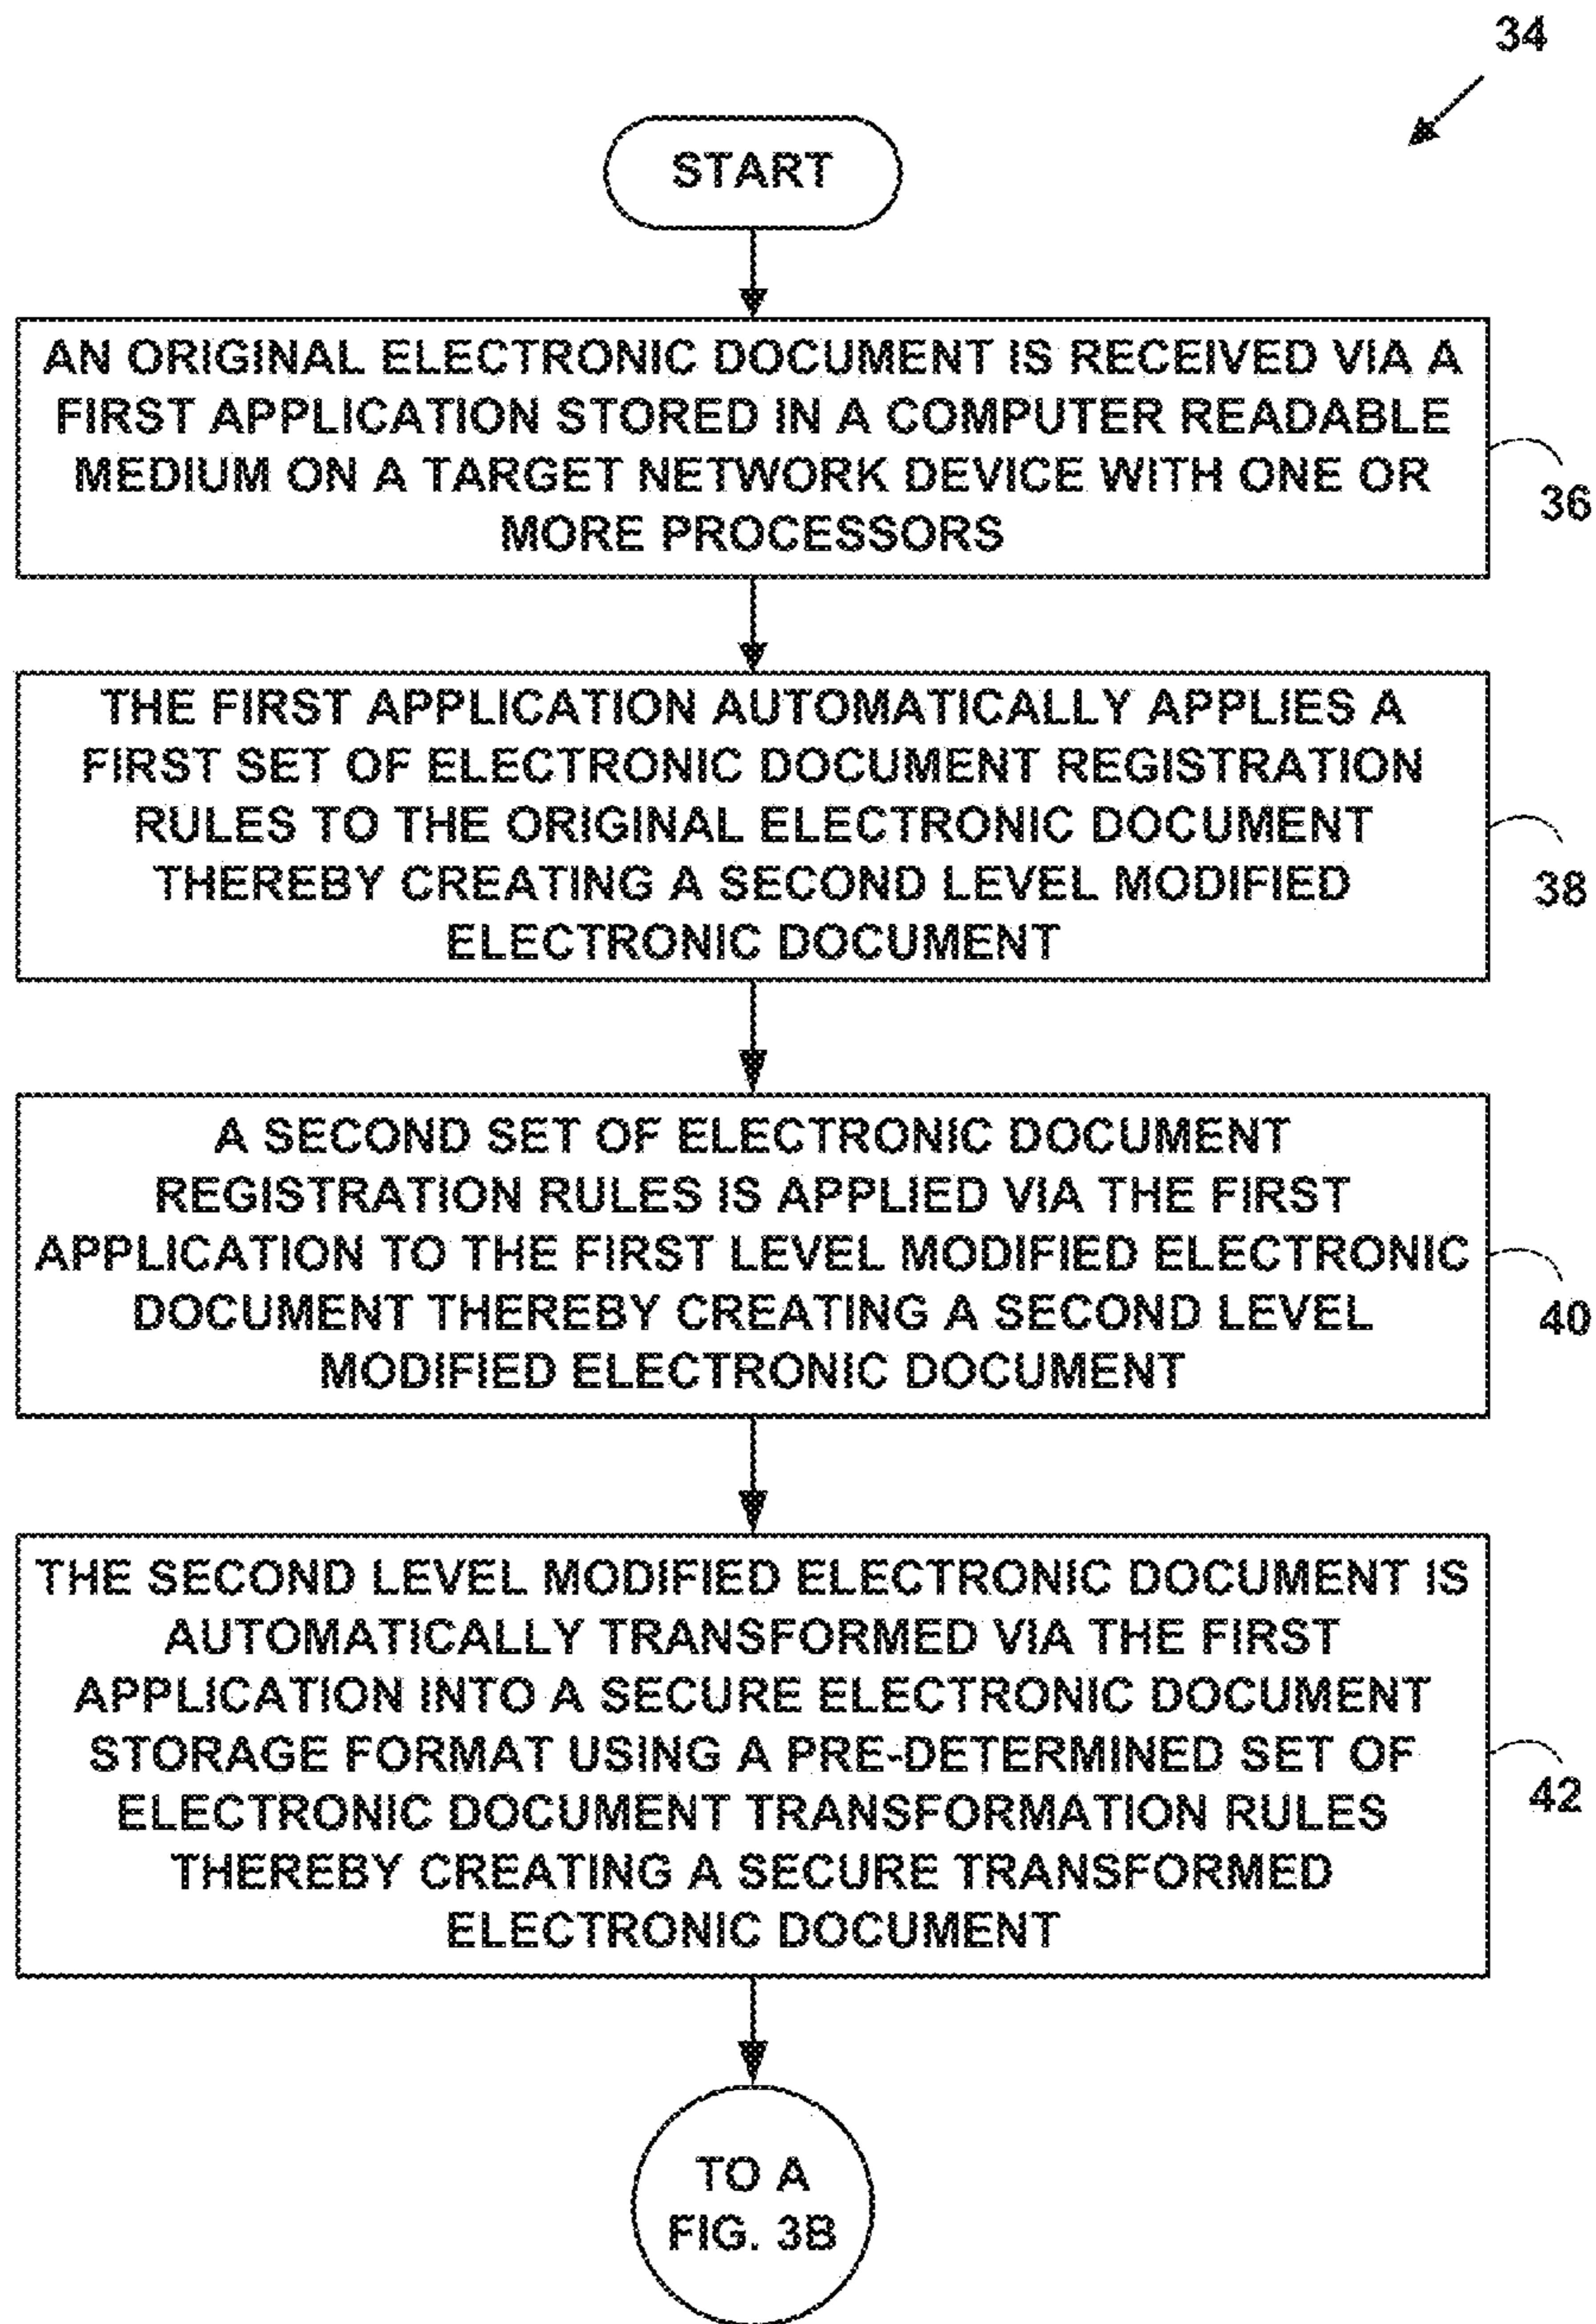 34
START
AN ORIGINAL ELECTRONIC DOCUMENT IS RECEIVED VIA A
FIRST APPLICATION STORED IN A COMPUTER READABLE
MEDIUM ON A TARGET NETWORK DEVICE WITH ONE OR
MORE PROCESSORS
36
THE FIRST APPLICATION AUTOMATICALLY APPLIES A
FIRST SET OF ELECTRONIC DOCUMENT REGISTRATION
RULES TO THE ORIGINAL ELECTRONIC DOCUMENT
THEREBY CREATING A SECOND LEVEL MODIFIED
ELECTRONIC DOCUMENT
38
A SECOND SET OF ELECTRONIC DOCUMENT
REGISTRATION RULES IS APPLIED VIA THE FIRST
APPLICATION TO THE FIRST LEVEL MODIFIED ELECTRONIC
DOCUMENT THEREBY CREATING A SECOND LEVEL
MODIFIED ELECTRONIC DOCUMENT
40
THE SECOND LEVEL MODIFIED ELECTRONIC DOCUMENT IS
AUTOMATICALLY TRANSFORMED VIA THE FIRST
APPLICATION INTO A SECURE ELECTRONIC DOCUMENT
STORAGE FORMAT USING A PRE-DETERMINED SET OF
ELECTRONIC DOCUMENT TRANSFORMATION RULES
THEREBY CREATING A SECURE TRANSFORMED
ELECTRONIC DOCUMENT
42
TO A
FIG. 3B